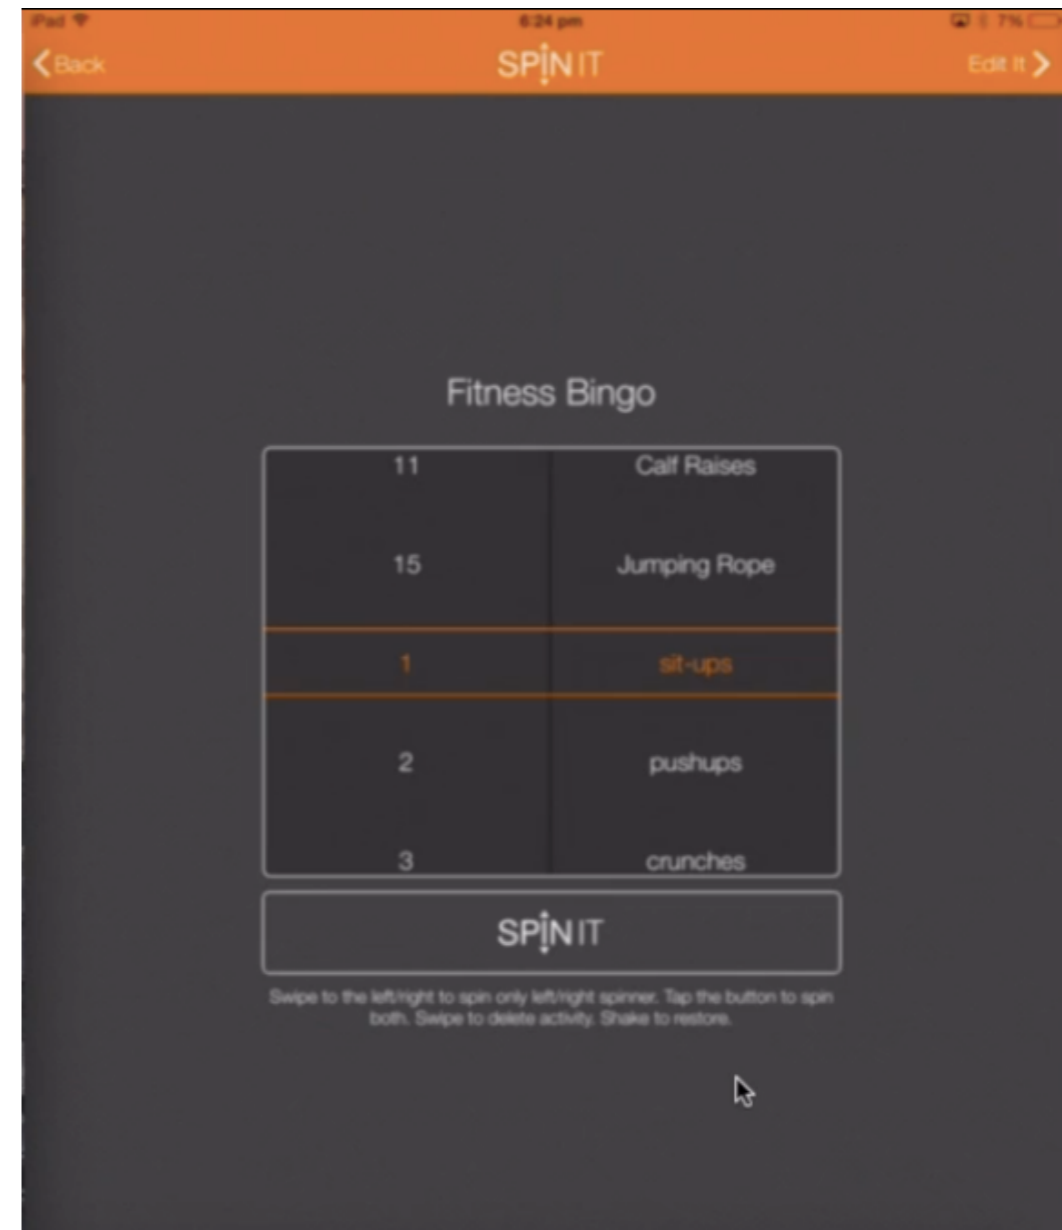 iPad 6:24 pm 7%
Back SPIN IT Edit It
Fitness Bingo
11 Calf Raises
15 Jumping Rope
1 sit-ups
2 pushups
3 crunches
SPIN IT
Swipe to the left/right to spin only left/right spinner. Tap the button to spin
both. Swipe to delete activity. Shake to restore.